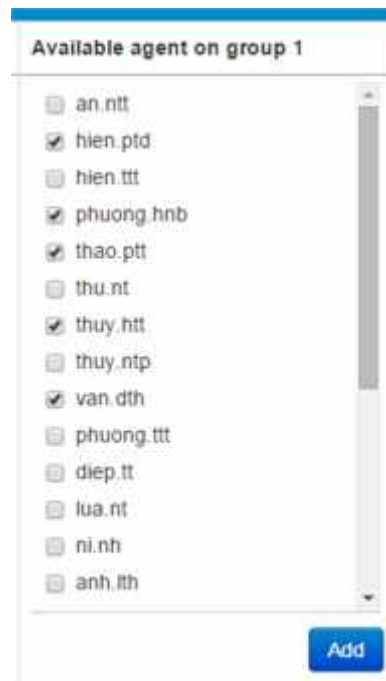 Available agent on group 1
an.ntt
hien.ptd
hien.ttt
phuong.hnb
thao.ptt
thu.nt
thuy.htt
thuy.ntp
van.dth
phuong.ttt
diep.tt
lua.nt
ni.nh
anh.lth
Add